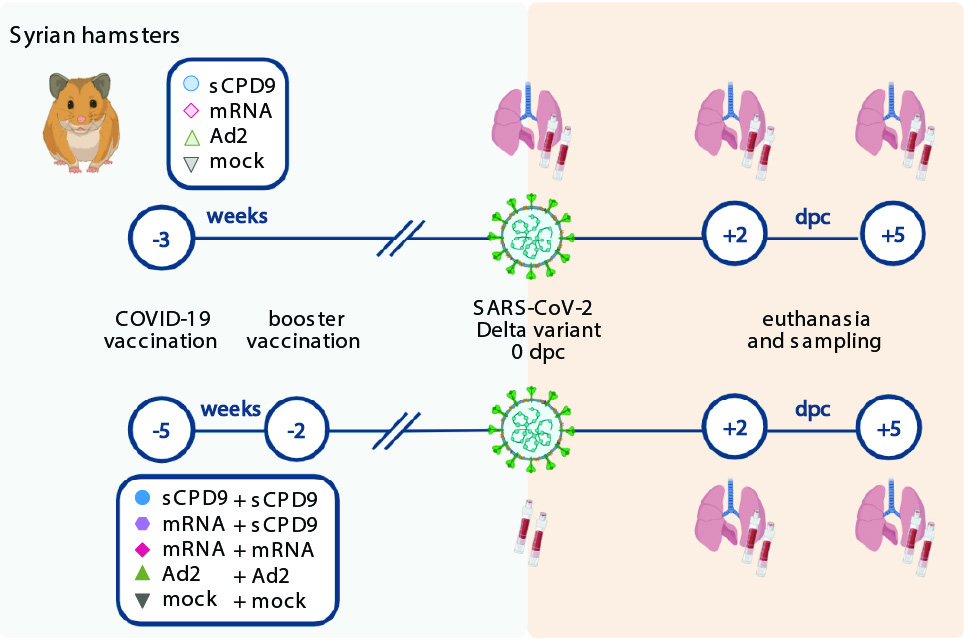 Syrian hamsters
sCPD9
mRNA
Ad2
mock
weeks
-3
dpc
+2
+5
COVID-19
vaccination
booster
vaccination
SARS-CoV-2
Delta variant
0 dpc
euthanasia
and sampling
weeks
-5
-2
dpc
+2
+5
sCPD9 + sCPD9
mRNA + sCPD9
mRNA + mRNA
Ad2 + Ad2
mock + mock